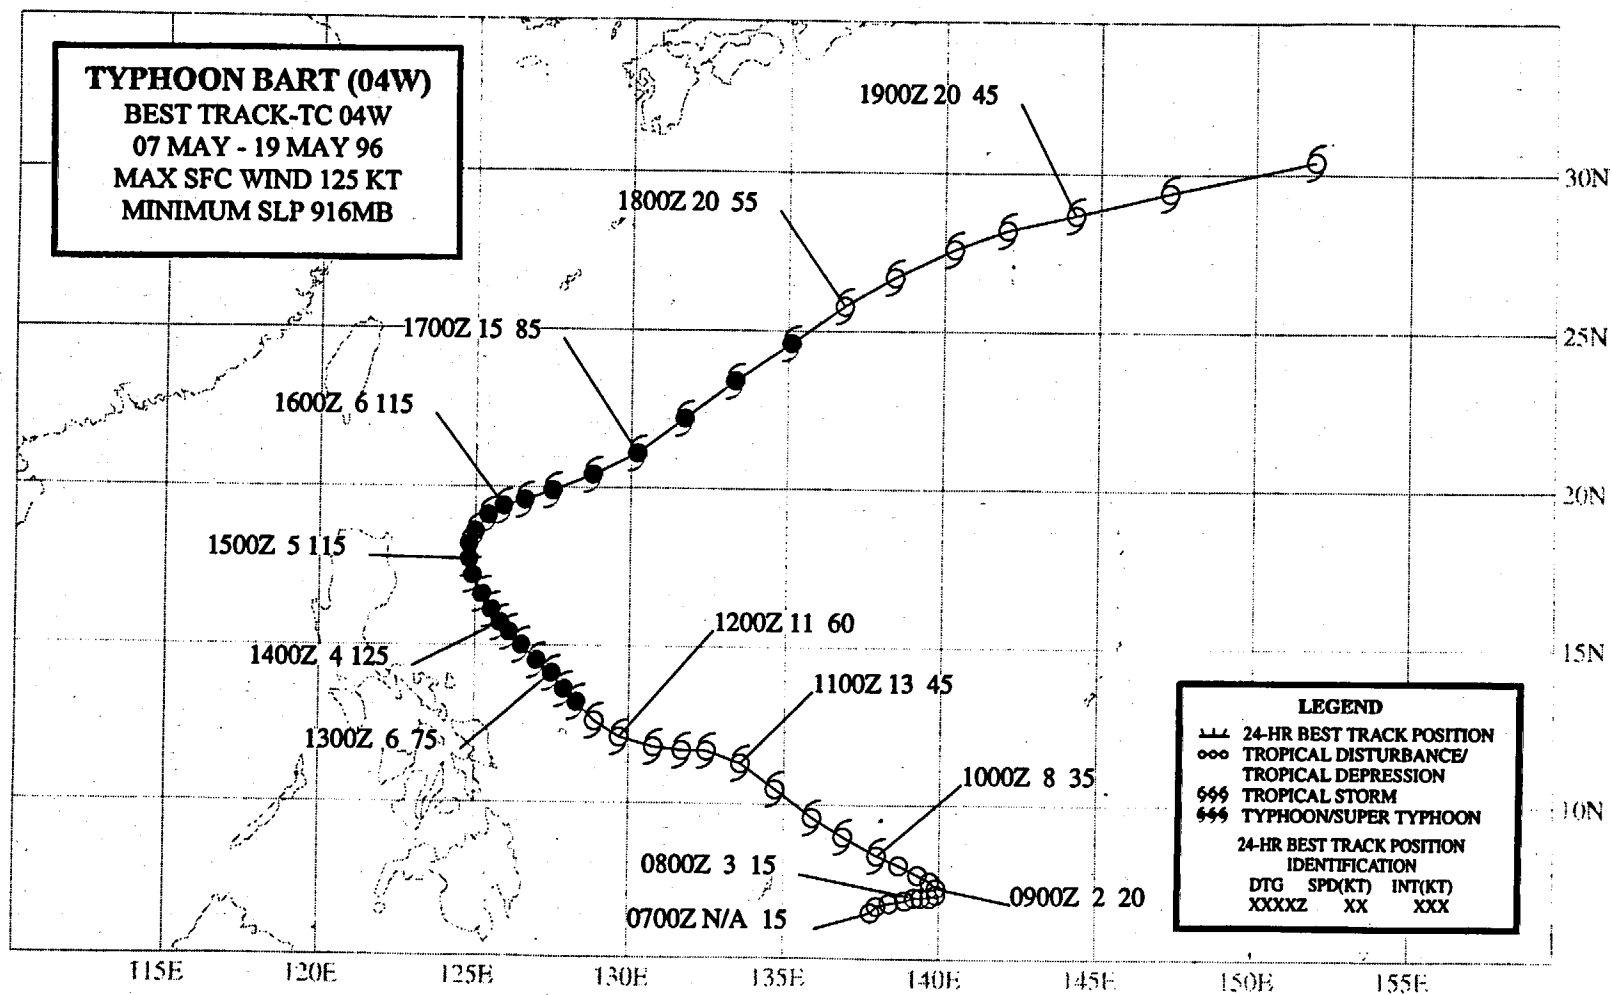 TYPHOON BART (04W)
BEST TRACK-TC 04W
07 MAY - 19 MAY 96
MAX SFC WIND 125 KT
MINIMUM SLP 916MB
1900Z 20 45
30N
1800Z 20 55
1700Z 15 85
25N
1600Z 6 115
20N
1500Z 5 115
1200Z 11 60
1400Z 4 125
15N
1100Z 13 45
1300Z 6 75
1000Z 8 35
10N
0800Z 3 15
0900Z 2 20
0700Z N/A 15
LEGEND
24-HR BEST TRACK POSITION
TROPICAL DISTURBANCE/
TROPICAL DEPRESSION
TROPICAL STORM
TYPHOON/SUPER TYPHOON
24-HR BEST TRACK POSITION
IDENTIFICATION
DTG SPD(KT) INT(KT)
XXXXZ XX XXX
115E 120E 125E 130E 135E 140E 145E 150E 155E